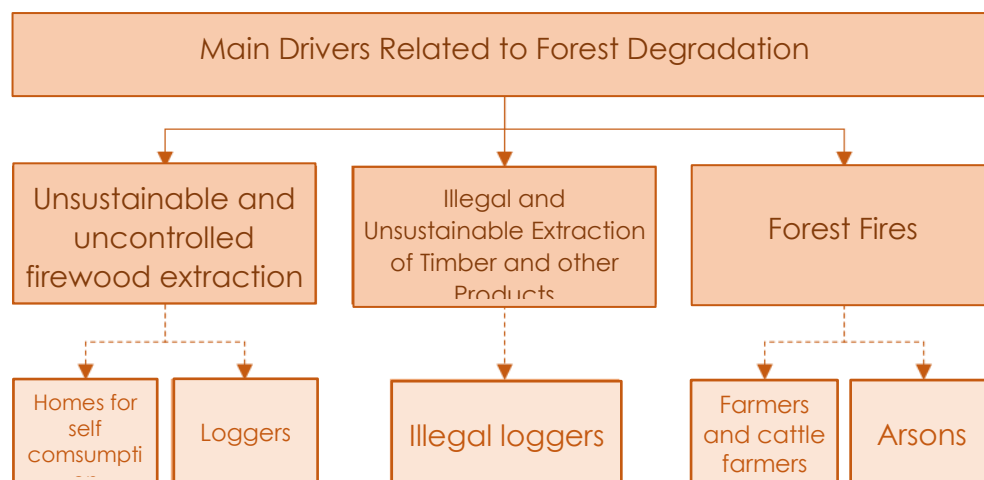 Main Drivers Related to Forest Degradation
Unsustainable and
uncontrolled
firewood extraction
Illegal and
Unsustainable Extraction
of Timber and other
Products
Forest Fires
Homes for
self
comsumpti
Loggers
Illegal loggers
Farmers
and cattle
farmers
Arsons